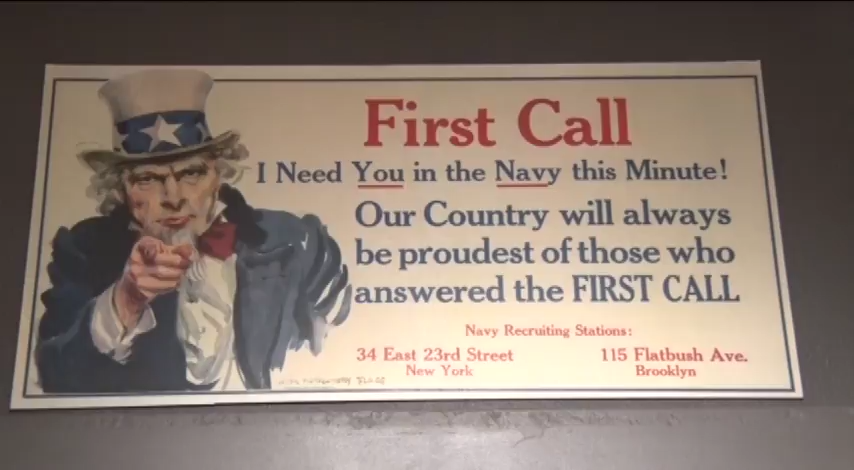 First Call
I Need You in the Navy this Minute!
Our Country will always
be proudest of those who
answered the FIRST CALL
Navy Recruiting Stations:
34 East 23rd Street
New York
115 Flatbush Ave.
Brooklyn